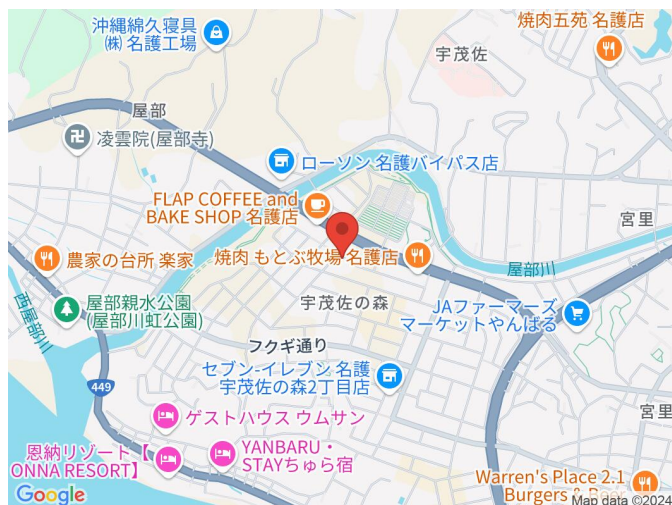 沖縄綿久寝具
㈱ 名護工場
焼肉五苑 名護店
宇茂佐
屋部
凌雲院(屋部寺)
ローソン 名護バイパス店
FLAP COFFEE and
BAKE SHOP 名護店
宮里
農家の台所 楽家
焼肉 もとぶ牧場 名護店
屋部川
西屋部川
屋部親水公園
(屋部川虹公園)
宇茂佐の森
JAファーマーズ
マーケットやんばる
フクギ通り
セブン-イレブン 名護
宇茂佐の森2丁目店
449
ゲストハウス ウムサン
宮里
恩納リゾート【
ONNA RESORT】
YANBARU・
STAYちゅら宿
Warren's Place 2.1
Burgers &
Google
Map data ©2024